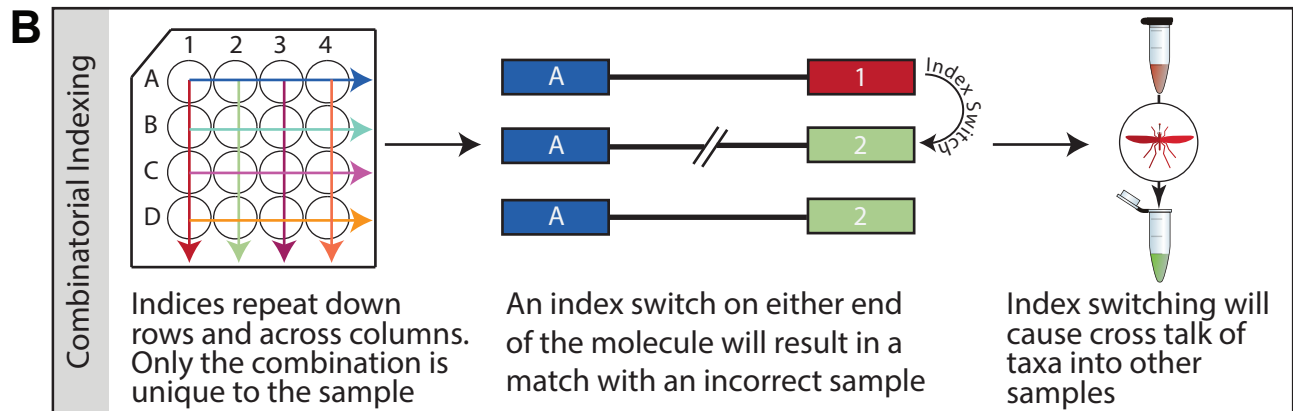 B
Combinatorial Indexing
1 2 3 4
A
B
C
D
Indices repeat down
rows and across columns.
Only the combination is
unique to the sample
A 1
Index Switch
A 2
A 2
An index switch on either end
of the molecule will result in a
match with an incorrect sample
Index switching will
cause cross talk of
taxa into other
samples